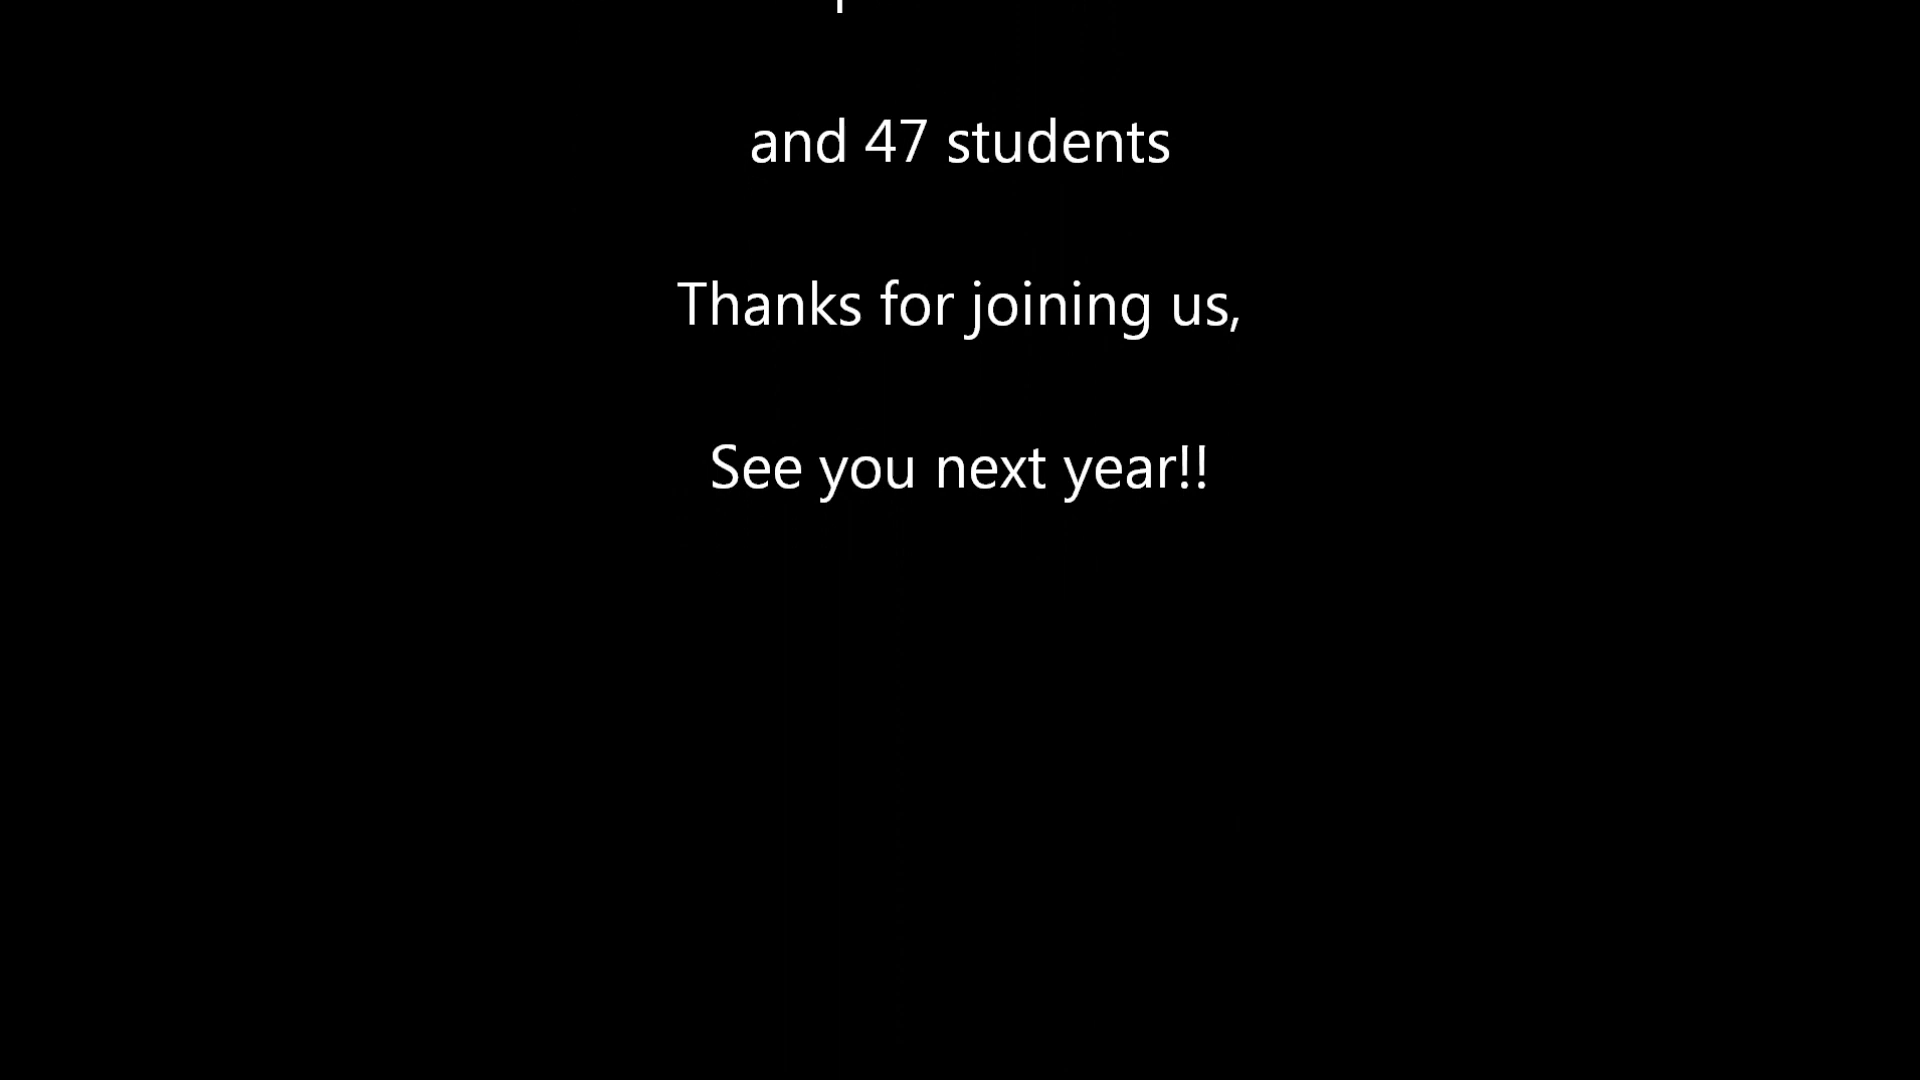 and 47 students
Thanks for joining us,
See you next year!!